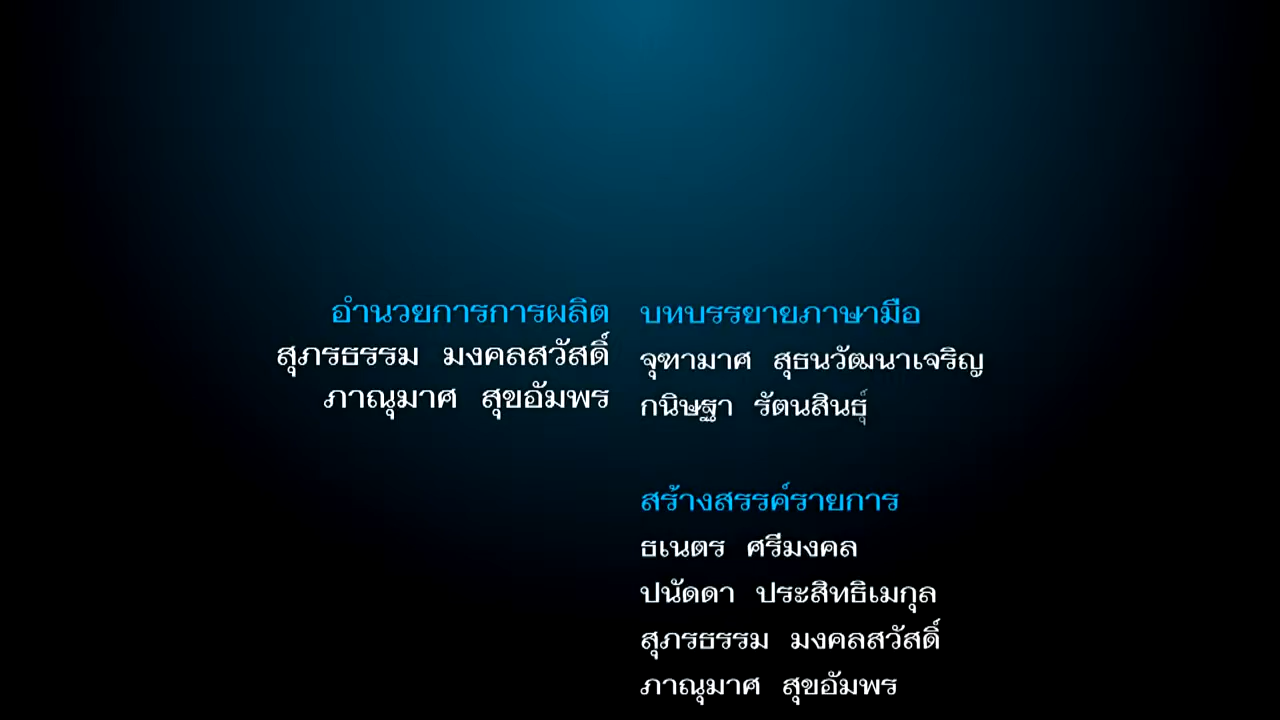 อำนวยการการผลิต
สุภรธรรม มงคลสวัสดิ์
ภาณุมาศ สุขอัมพร
บทบรรยายภาษามือ
จุฑามาศ สุธนวัฒนาเจริญ
กนิษฐา รัตนสินธุ์
สร้างสรรค์รายการ
ธเนตร ศรีมงคล
ปนัดดา ประสิทธิเมกุล
สุภรธรรม มงคลสวัสดิ์
ภาณุมาศ สุขอัมพร